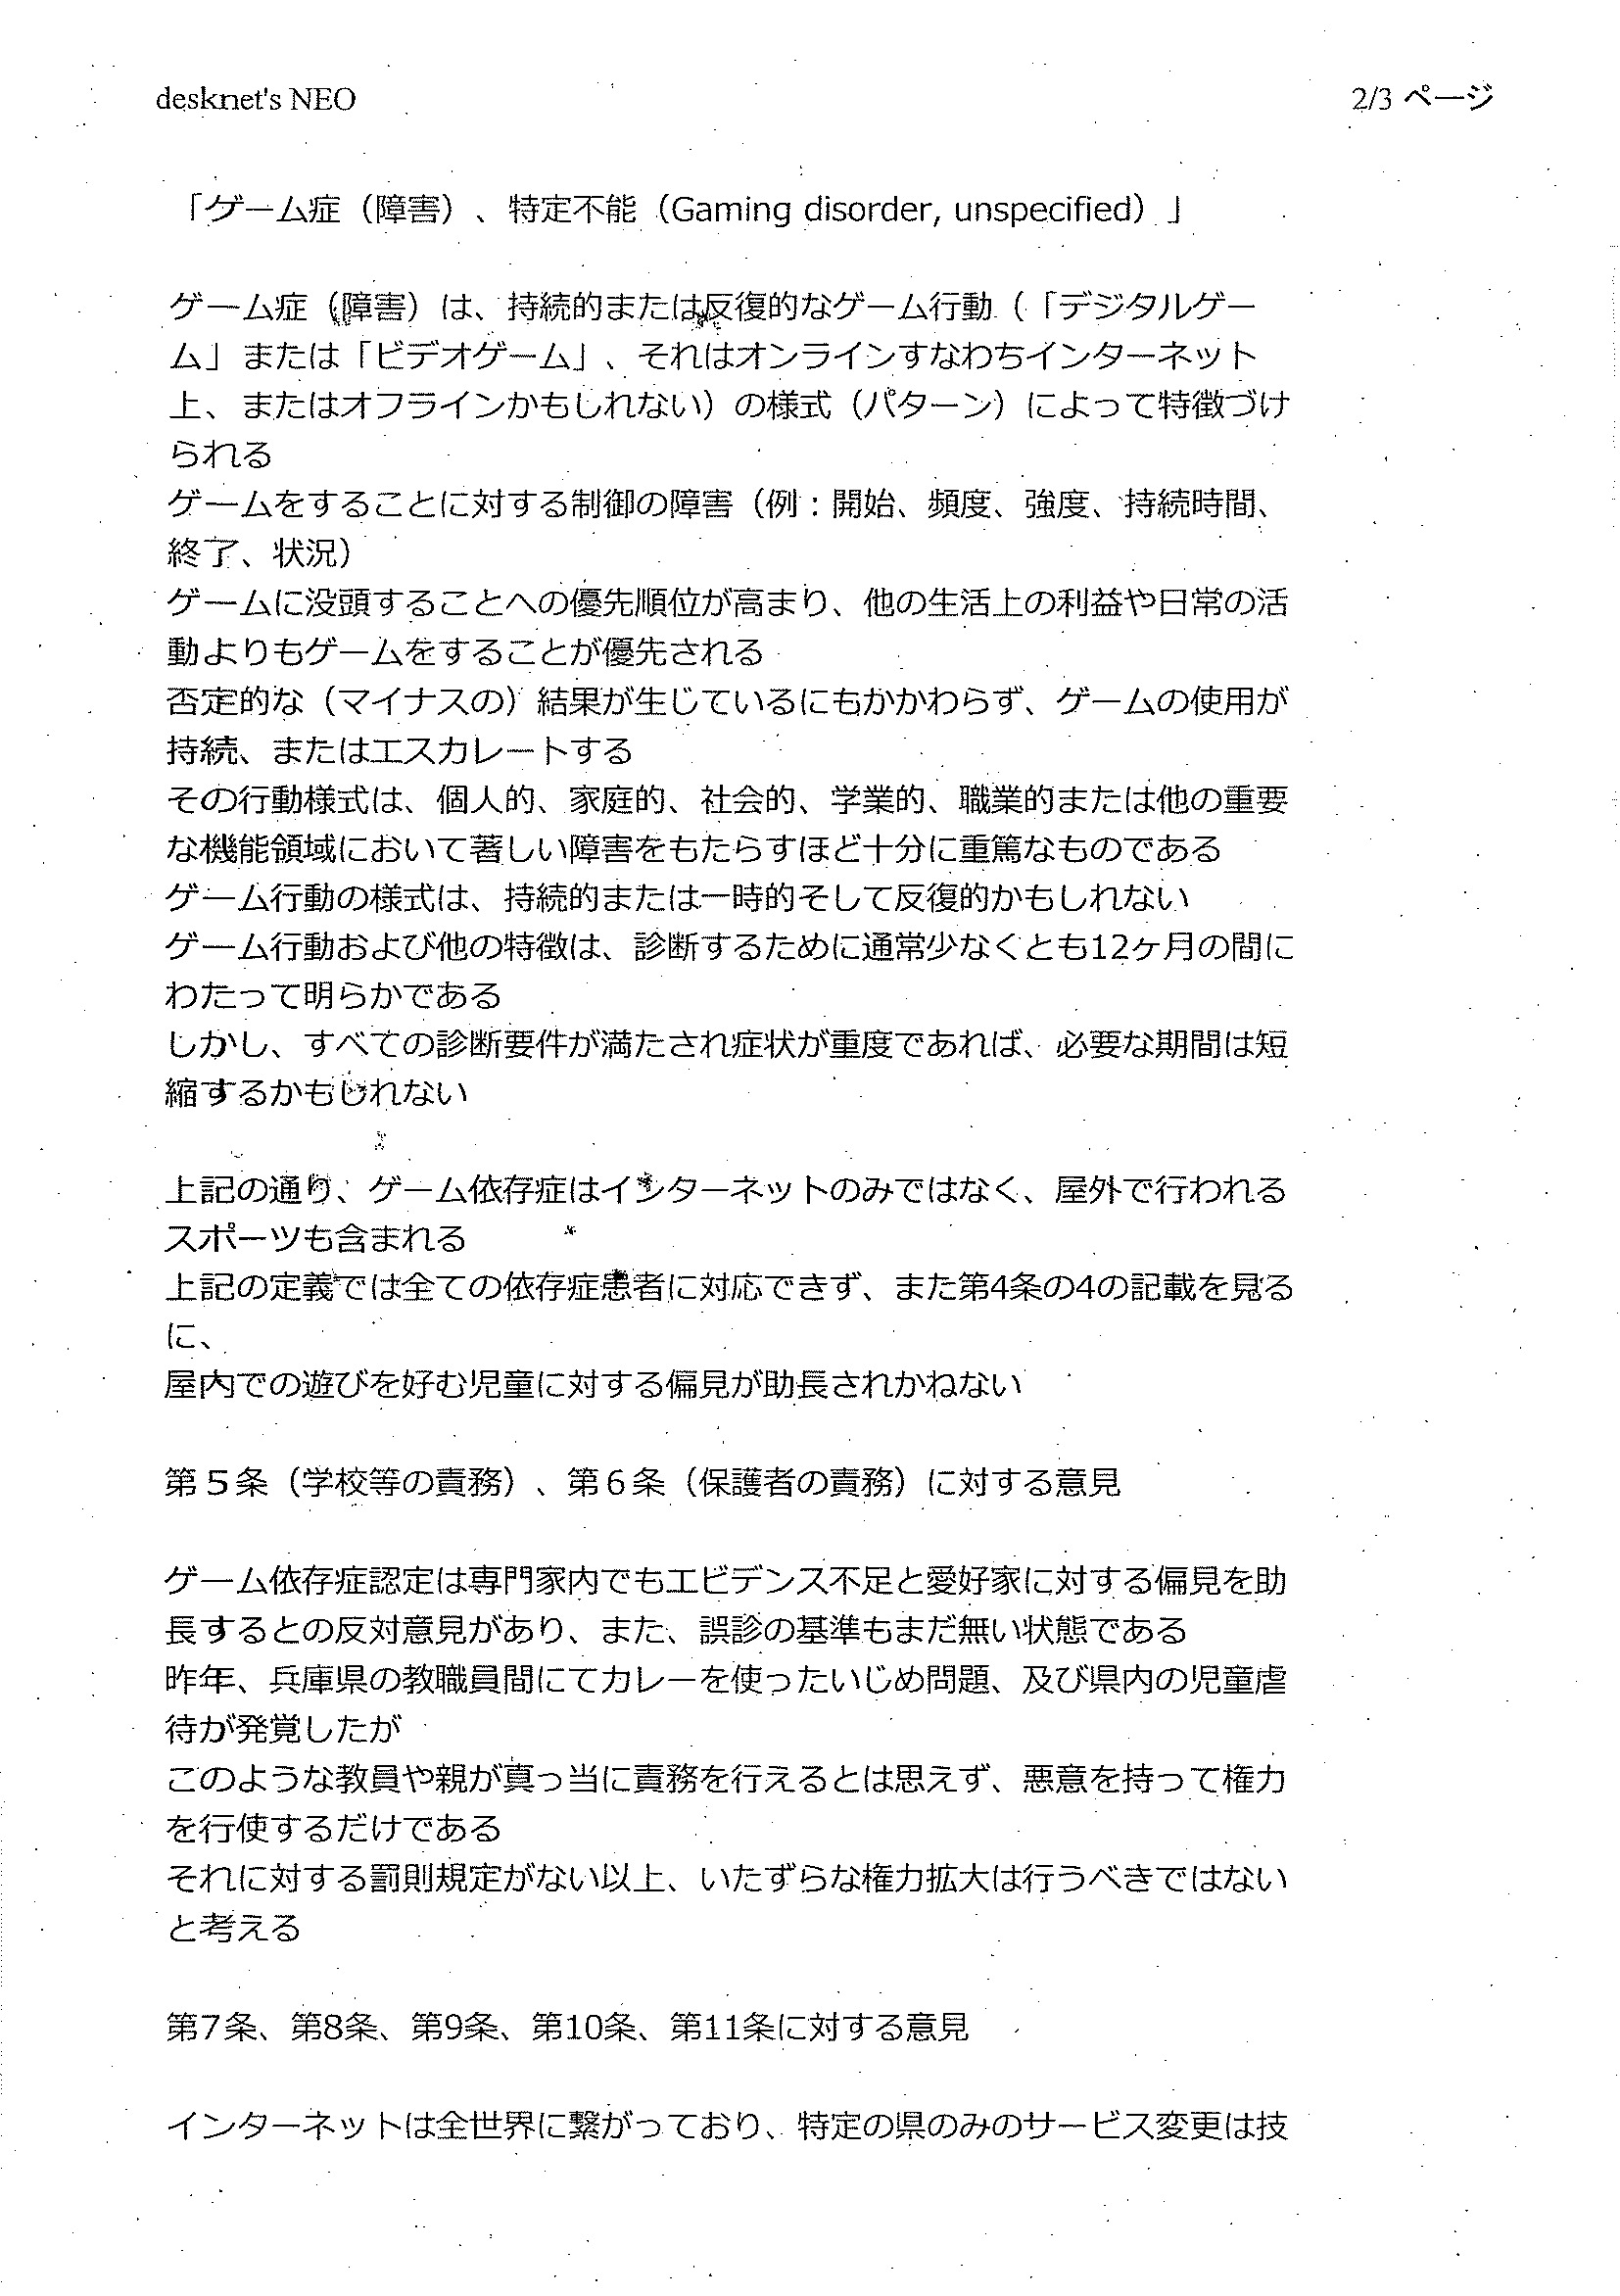 desknet's NEO
2/3 ページ
「ゲーム症（障害）、特定不能（Gaming disorder, unspecified）」
ゲーム症（障害）は、持続的または反復的なゲーム行動（「デジタルゲー
ム」または「ビデオゲーム」、それはオンラインすなわちインターネット
上、またはオフラインかもしれない）の様式（パターン）によって特徴づけ
られる
ゲームをすることに対する制御の障害（例：開始、頻度、強度、持続時間、
終了、状況）
ゲームに没頭することへの優先順位が高まり、他の生活上の利益や日常の活
動よりもゲームをすることが優先される
否定的な（マイナスの）結果が生じているにもかかわらず、ゲームの使用が
持続、またはエスカレートする
その行動様式は、個人的、家庭的、社会的、学業的、職業的または他の重要
な機能領域において著しい障害をもたらすほど十分に重篤なものである
ゲーム行動の様式は、持続的または一時的そして反復的かもしれない
ゲーム行動および他の特徴は、診断するために通常少なくとも12ヶ月の間に
わたって明らかである
しかし、すべての診断要件が満たされ症状が重度であれば、必要な期間は短
縮するかもしれない
上記の通り、ゲーム依存症はインターネットのみではなく、屋外で行われる
スポーツも含まれる
上記の定義では全ての依存症患者に対応できず、また第4条の4の記載を見る
に、
屋内での遊びを好む児童に対する偏見が助長されかねない
第５条（学校等の責務）、第６条（保護者の責務）に対する意見
ゲーム依存症認定は専門家内でもエビデンス不足と愛好家に対する偏見を助
長するとの反対意見があり、また、誤診の基準もまだ無い状態である
昨年、兵庫県の教職員間にてカレーを使ったいじめ問題、及び県内の児童虐
待が発覚したが
このような教員や親が真っ当に責務を行えるとは思えず、悪意を持って権力
を行使するだけである
それに対する罰則規定がない以上、いたずらな権力拡大は行うべきではない
と考える
第7条、第8条、第9条、第10条、第11条に対する意見
インターネットは全世界に繋がっており、特定の県のみのサービス変更は技